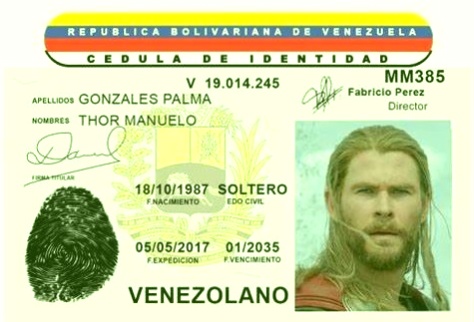 REPUBLICA BOLIVARIANA DE VENEZUELA
CEDULA DE IDENTIDAD
V 19.014.245
MM385
APELLIDOS GONZALES PALMA
Fabricio Perez
Director
NOMBRES THOR MANUELO
FIRMA TITULAR
18/10/1987 SOLTERO
F.NACIMIENTO EDO CIVIL
05/05/2017 01/2035
F.EXPEDICION F.VENCIMIENTO
VENEZOLANO